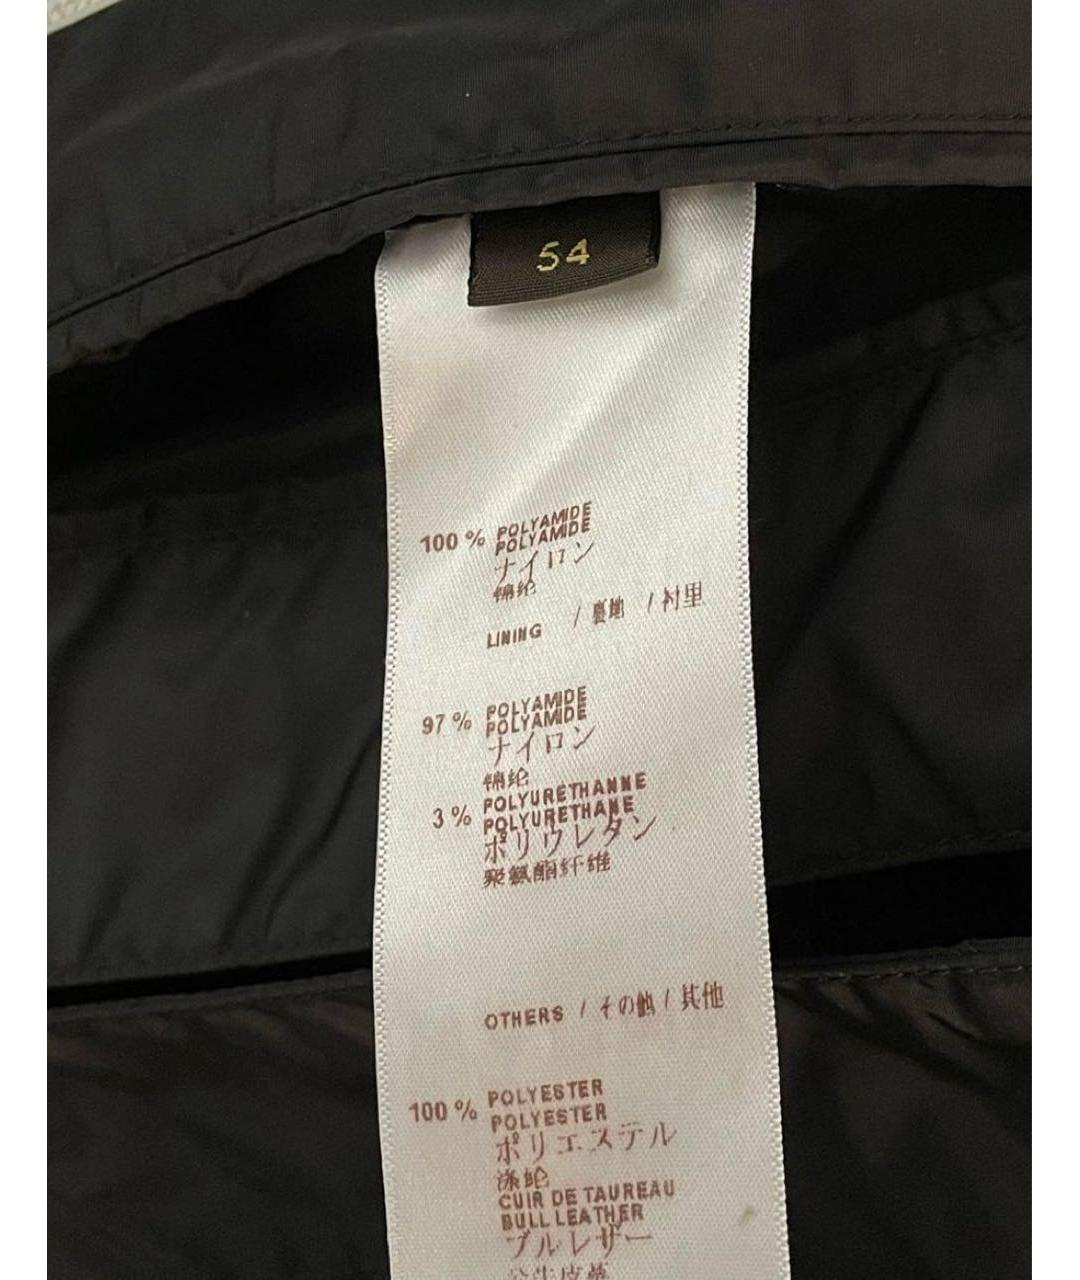 54
100 % POLYAMIDE
POLYAMIDE
ナイロン
锦纶
LINING / 裏地 / 衬里
97 % POLYAMIDE
POLYAMIDE
ナイロン
锦纶
3 % POLYURETHANNE
POLYURETHANE
ポリウレタン
聚氨酯纤维
OTHERS / その他 / 其他
100 % POLYESTER
POLYESTER
ポリエステル
涤纶
CUIR DE TAUREAU
BULL LEATHER
ブルレザー